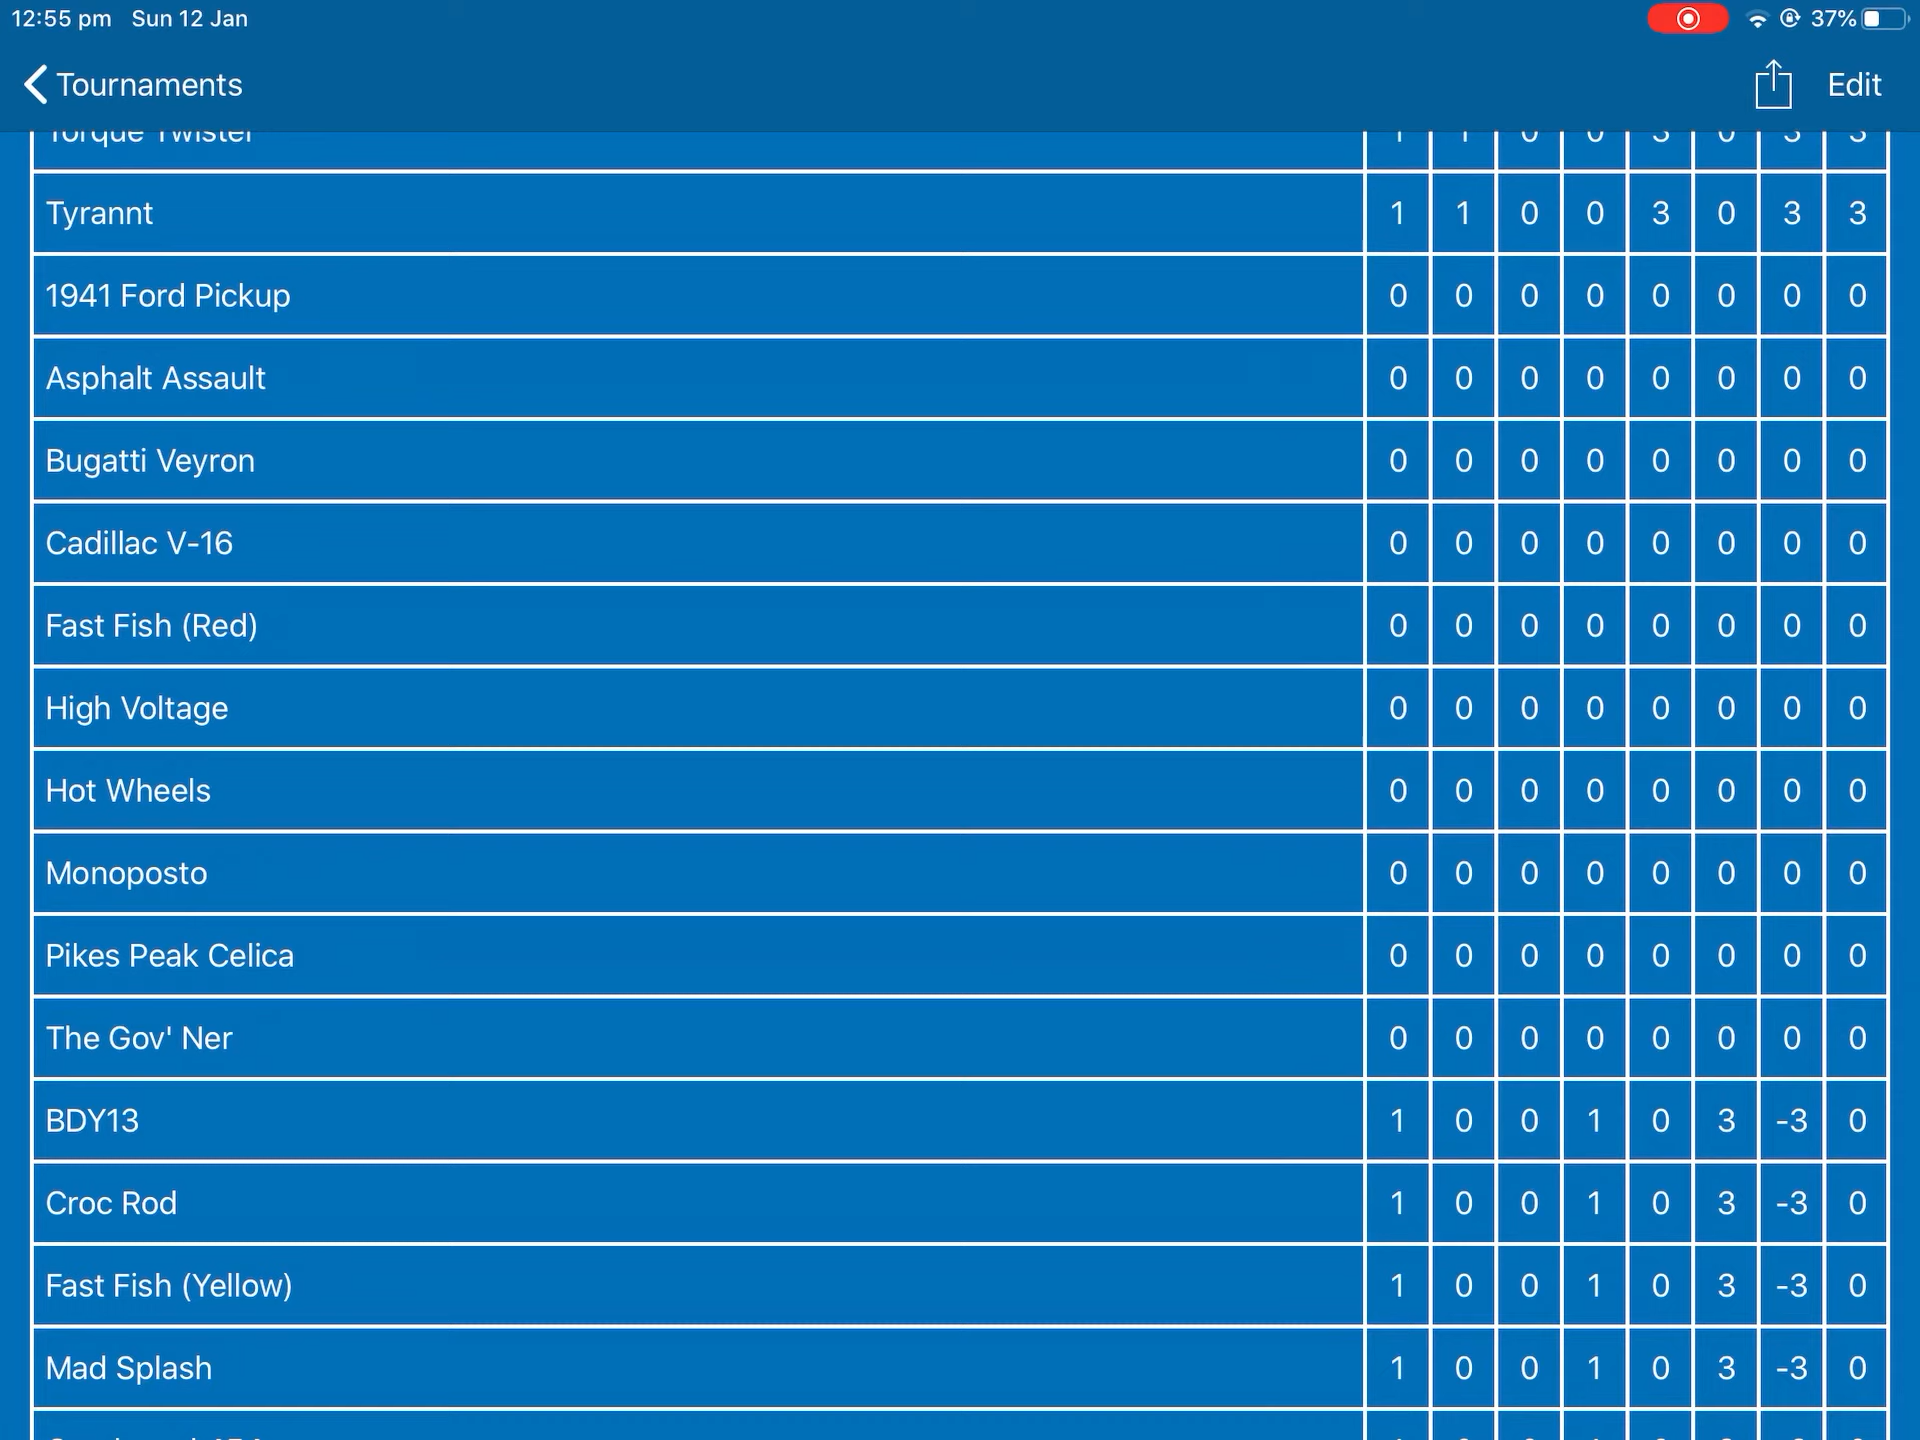 12:55 pm Sun 12 Jan 37%
Tournaments Edit
Torque Twister 1 1 0 0 3 0 3 3
Tyrannt 1 1 0 0 3 0 3 3
1941 Ford Pickup 0 0 0 0 0 0 0 0
Asphalt Assault 0 0 0 0 0 0 0 0
Bugatti Veyron 0 0 0 0 0 0 0 0
Cadillac V-16 0 0 0 0 0 0 0 0
Fast Fish (Red) 0 0 0 0 0 0 0 0
High Voltage 0 0 0 0 0 0 0 0
Hot Wheels 0 0 0 0 0 0 0 0
Monoposto 0 0 0 0 0 0 0 0
Pikes Peak Celica 0 0 0 0 0 0 0 0
The Gov' Ner 0 0 0 0 0 0 0 0
BDY13 1 0 0 1 0 3 -3 0
Croc Rod 1 0 0 1 0 3 -3 0
Fast Fish (Yellow) 1 0 0 1 0 3 -3 0
Mad Splash 1 0 0 1 0 3 -3 0